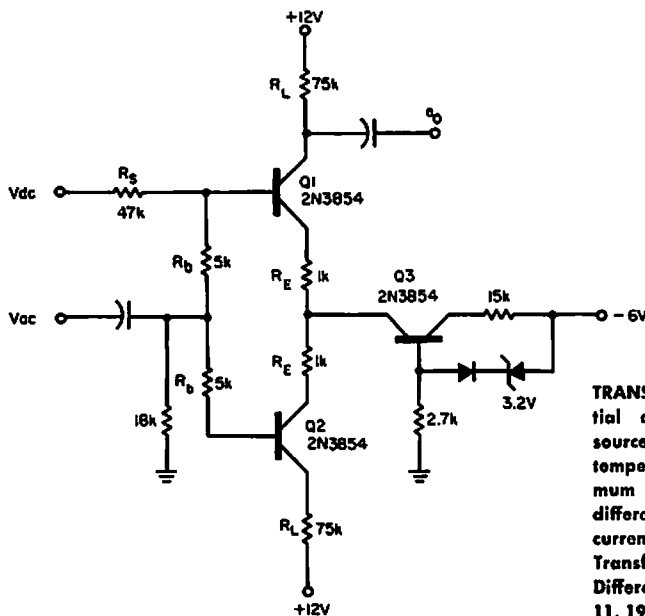 +12V
RL 75k
eo
Vdc
RS
47k
Q1
2N3854
Rb 5k
RE 1k
Q3
2N3854
15k
-6V
Vac
Rb 5k
RE 1k
3.2V
18k
2.7k
Q2
2N3854
RL 75k
+12V
TRANS
tial
source
tempe
mum
differe
curren
Transf
Differe
11, 19